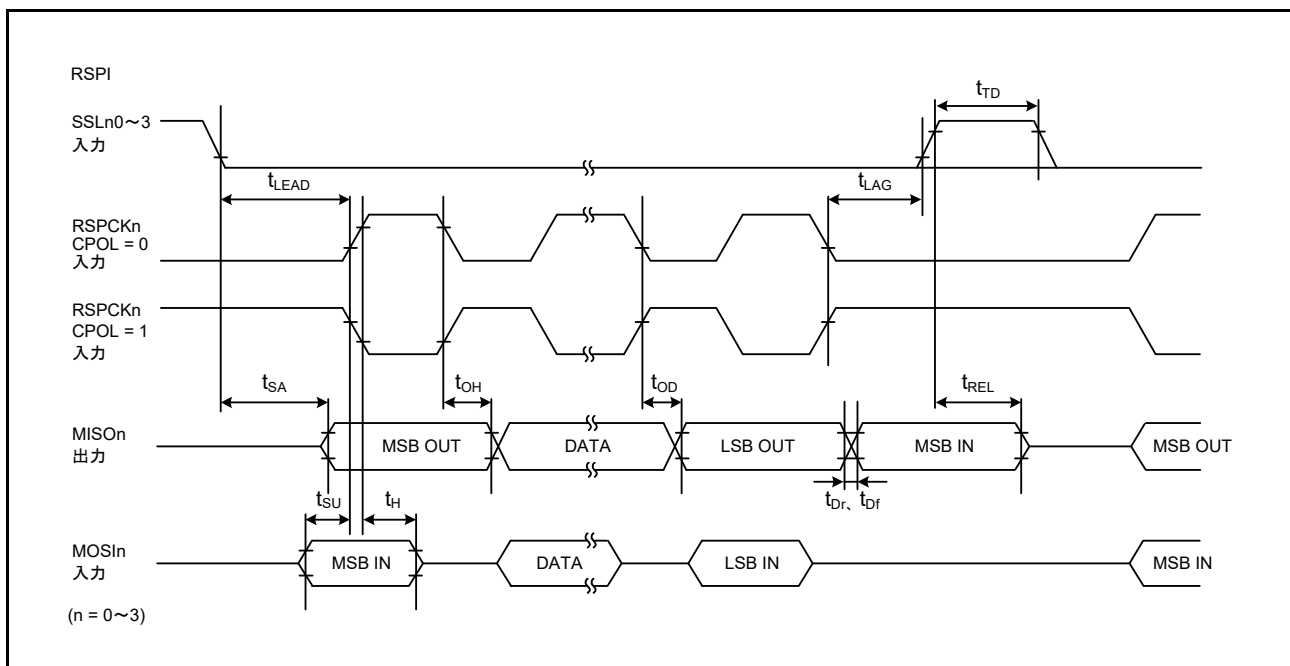 RSPI
SSLn0～3
入力
tTD
tLEAD
tLAG
RSPCKn
CPOL = 0
入力
RSPCKn
CPOL = 1
入力
tSA
tOH
tOD
tREL
MISOn
出力
MSB OUT
DATA
LSB OUT
MSB IN
MSB OUT
tSU
tH
tDr、tDf
MOSIn
入力
MSB IN
DATA
LSB IN
MSB IN
(n = 0～3)